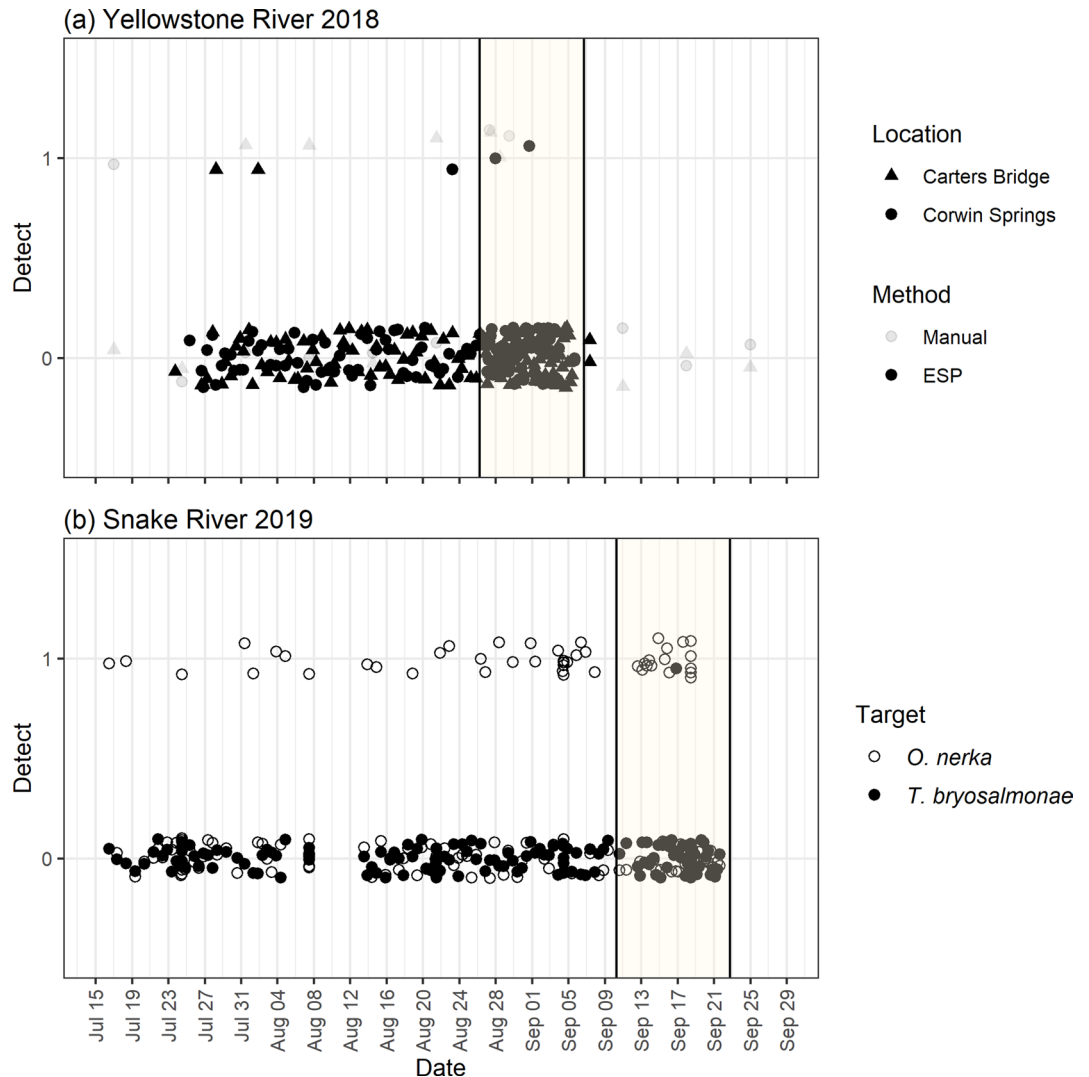 (a) Yellowstone River 2018
Detect
1
0
Location
Carters Bridge
Corwin Springs
Method
Manual
ESP
(b) Snake River 2019
Detect
1
0
Target
O. nerka
T. bryosalmonae
Jul 15
Jul 19
Jul 23
Jul 27
Jul 31
Aug 04
Aug 08
Aug 12
Aug 16
Aug 20
Aug 24
Aug 28
Sep 01
Sep 05
Sep 09
Sep 13
Sep 17
Sep 21
Sep 25
Sep 29
Date